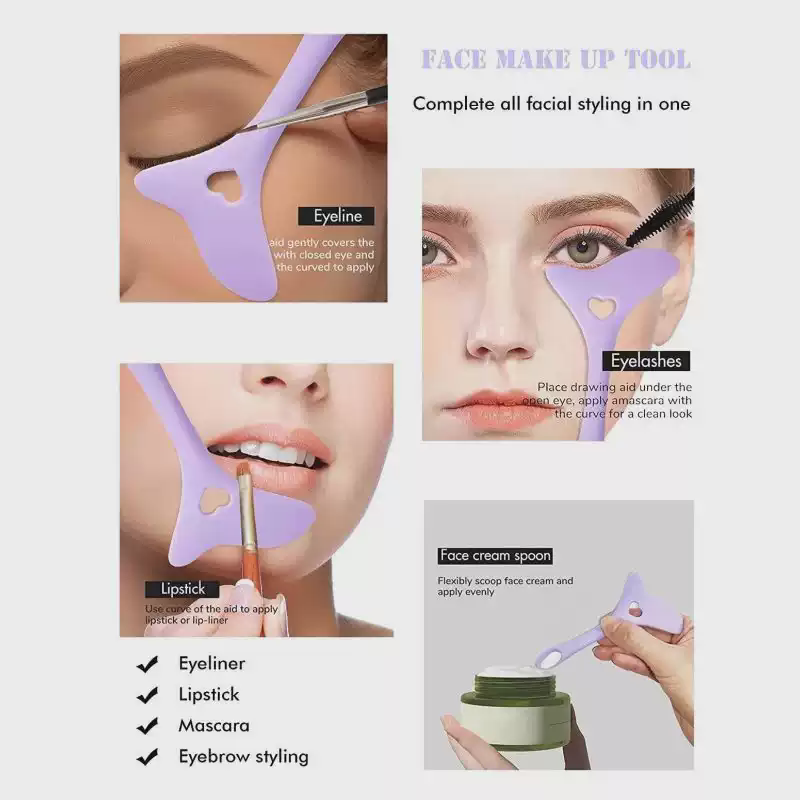 FACE MAKE UP TOOL
Complete all facial styling in one
Eyeline
aid gently covers the
with closed eye and
the curved to apply
Eyelashes
Place drawing aid under the
open eye, apply amascara with
the curve for a clean look
Lipstick
Use curve of the aid to apply
lipstick or lip-liner
Face cream spoon
Flexibly scoop face cream and
apply evenly
Eyeliner
Lipstick
Mascara
Eyebrow styling